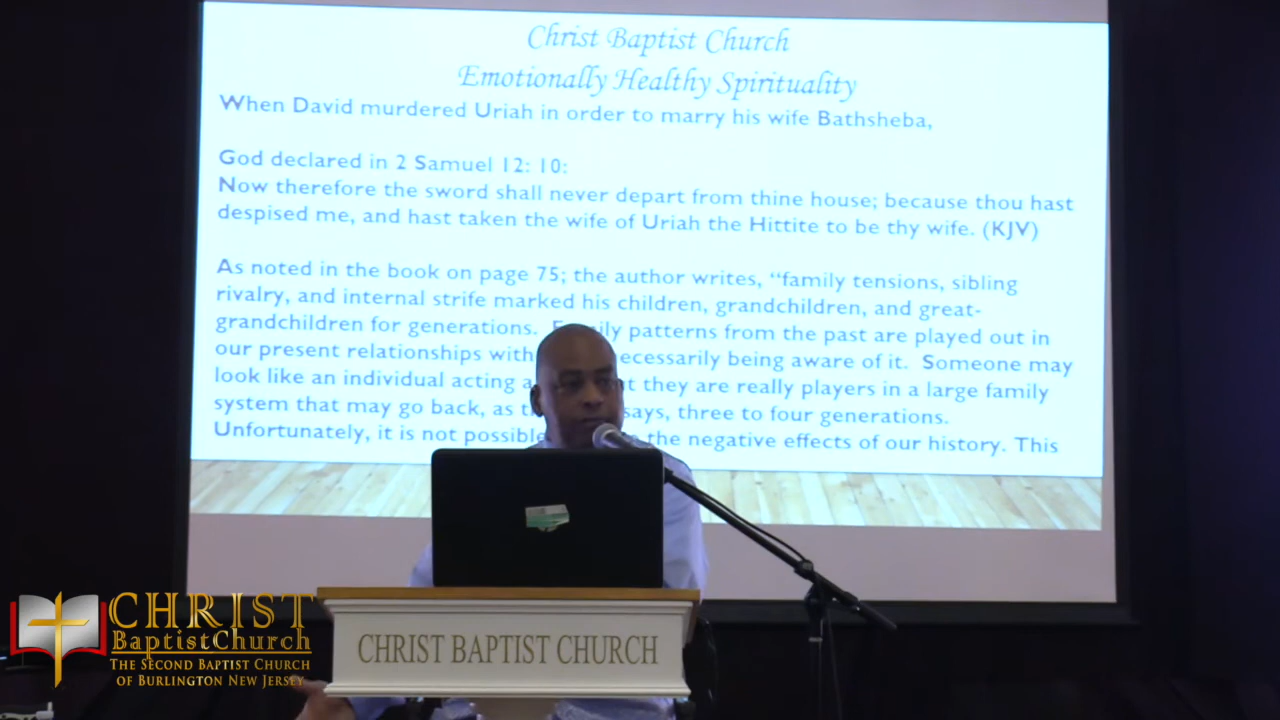 Christ Baptist Church
Emotionally Healthy Spirituality
When David murdered Uriah in order to marry his wife Bathsheba,
God declared in 2 Samuel 12: 10:
Now therefore the sword shall never depart from thine house; because thou hast
despised me, and hast taken the wife of Uriah the Hittite to be thy wife. (KJV)
As noted in the book on page 75; the author writes, “family tensions, sibling
rivalry, and internal strife marked his children, grandchildren, and great-
grandchildren for generations. Family patterns from the past are played out in
our present relationships with necessarily being aware of it. Someone may
look like an individual acting they are really players in a large family
system that may go back, as says, three to four generations.
Unfortunately, it is not possible the negative effects of our history. This
CHRIST BAPTIST CHURCH
CHRIST
Baptist Church
THE SECOND BAPTIST CHURCH
OF BURLINGTON NEW JERSEY